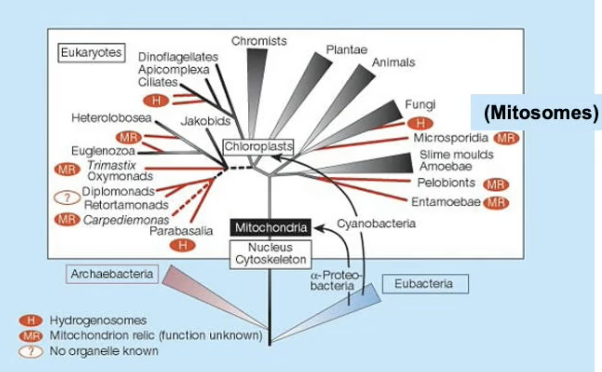 Eukaryotes
Chromists
Dinoflagellates
Apicomplexa
Ciliates
H
Plantae
Animals
Heterolobosea
MR
Jakobids
Euglenozoa
Chloroplasts
Fungi
H
(Mitosomes)
Microsporidia MR
MR Trimastix
Oxymonads
Slime moulds
Amoebae
? Diplomonads
Retortamonads
Pelobionts MR
MR Carpediemonas
Entamoebae MR
Parabasalia
H
Mitochondria
Cyanobacteria
Nucleus
Cytoskeleton
Archaebacteria
α-Proteo-
bacteria
Eubacteria
H Hydrogenosomes
MR Mitochondrion relic (function unknown)
? No organelle known